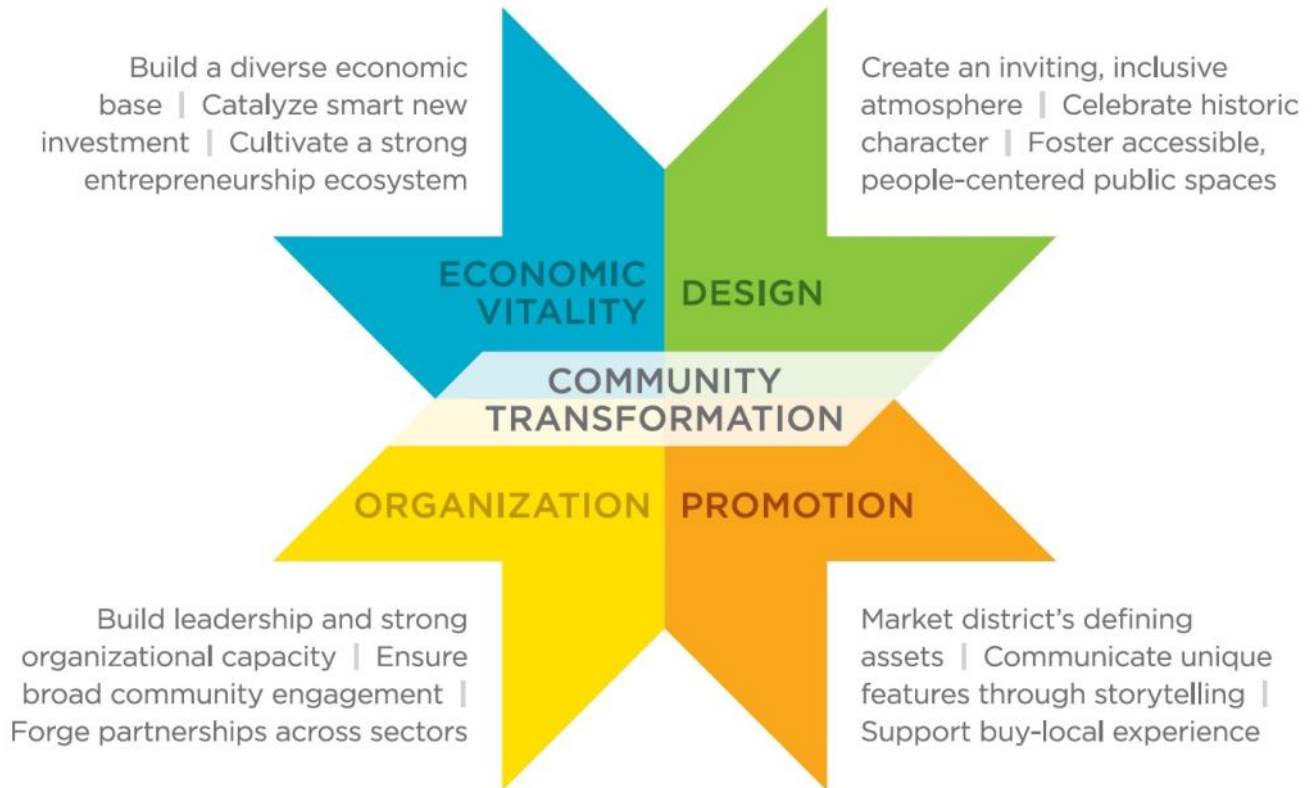 Build a diverse economic
base | Catalyze smart new
investment | Cultivate a strong
entrepreneurship ecosystem
Create an inviting, inclusive
atmosphere | Celebrate historic
character | Foster accessible,
people-centered public spaces
ECONOMIC
VITALITY
DESIGN
COMMUNITY
TRANSFORMATION
ORGANIZATION
PROMOTION
Build leadership and strong
organizational capacity | Ensure
broad community engagement |
Forge partnerships across sectors
Market district’s defining
assets | Communicate unique
features through storytelling |
Support buy-local experience